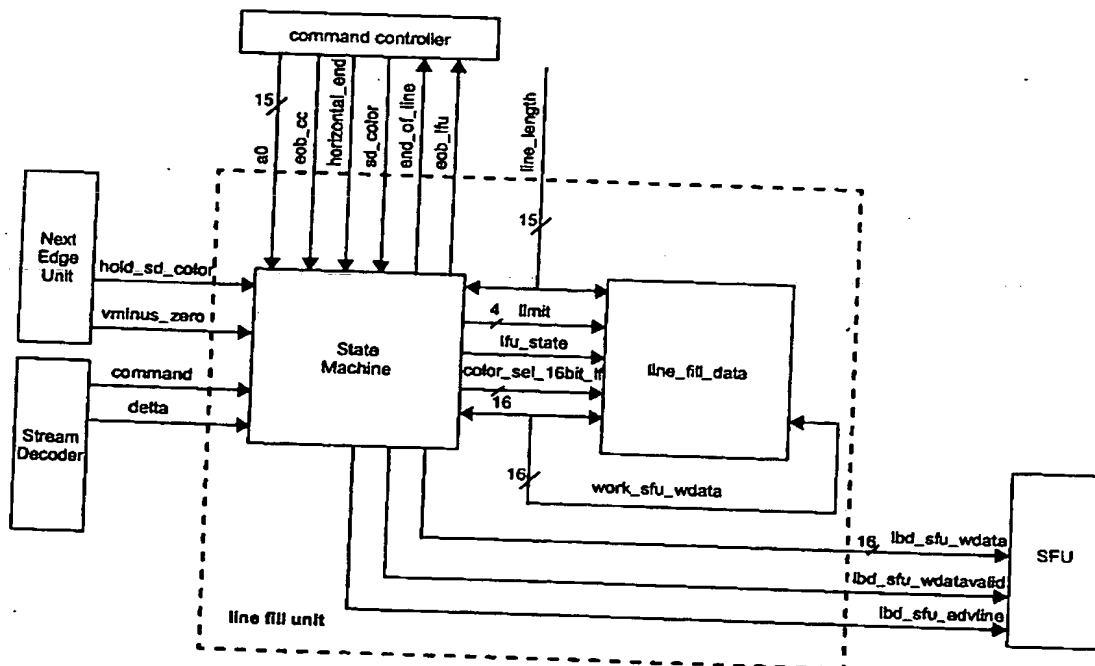 command controller
15
a0
eob_cc
horizontal_end
sd_color
end_of_line
eob_lfu
line_length
15
Next
Edge
Unit
hold_sd_color
vminus_zero
command
delta
Stream
Decoder
State
Machine
4
limit
lfu_state
color_sel_16bit_lf
16
line_fill_data
16
work_sfu_wdata
16
lbd_sfu_wdata
lbd_sfu_wdatavalid
lbd_sfu_advline
SFU
line fill unit